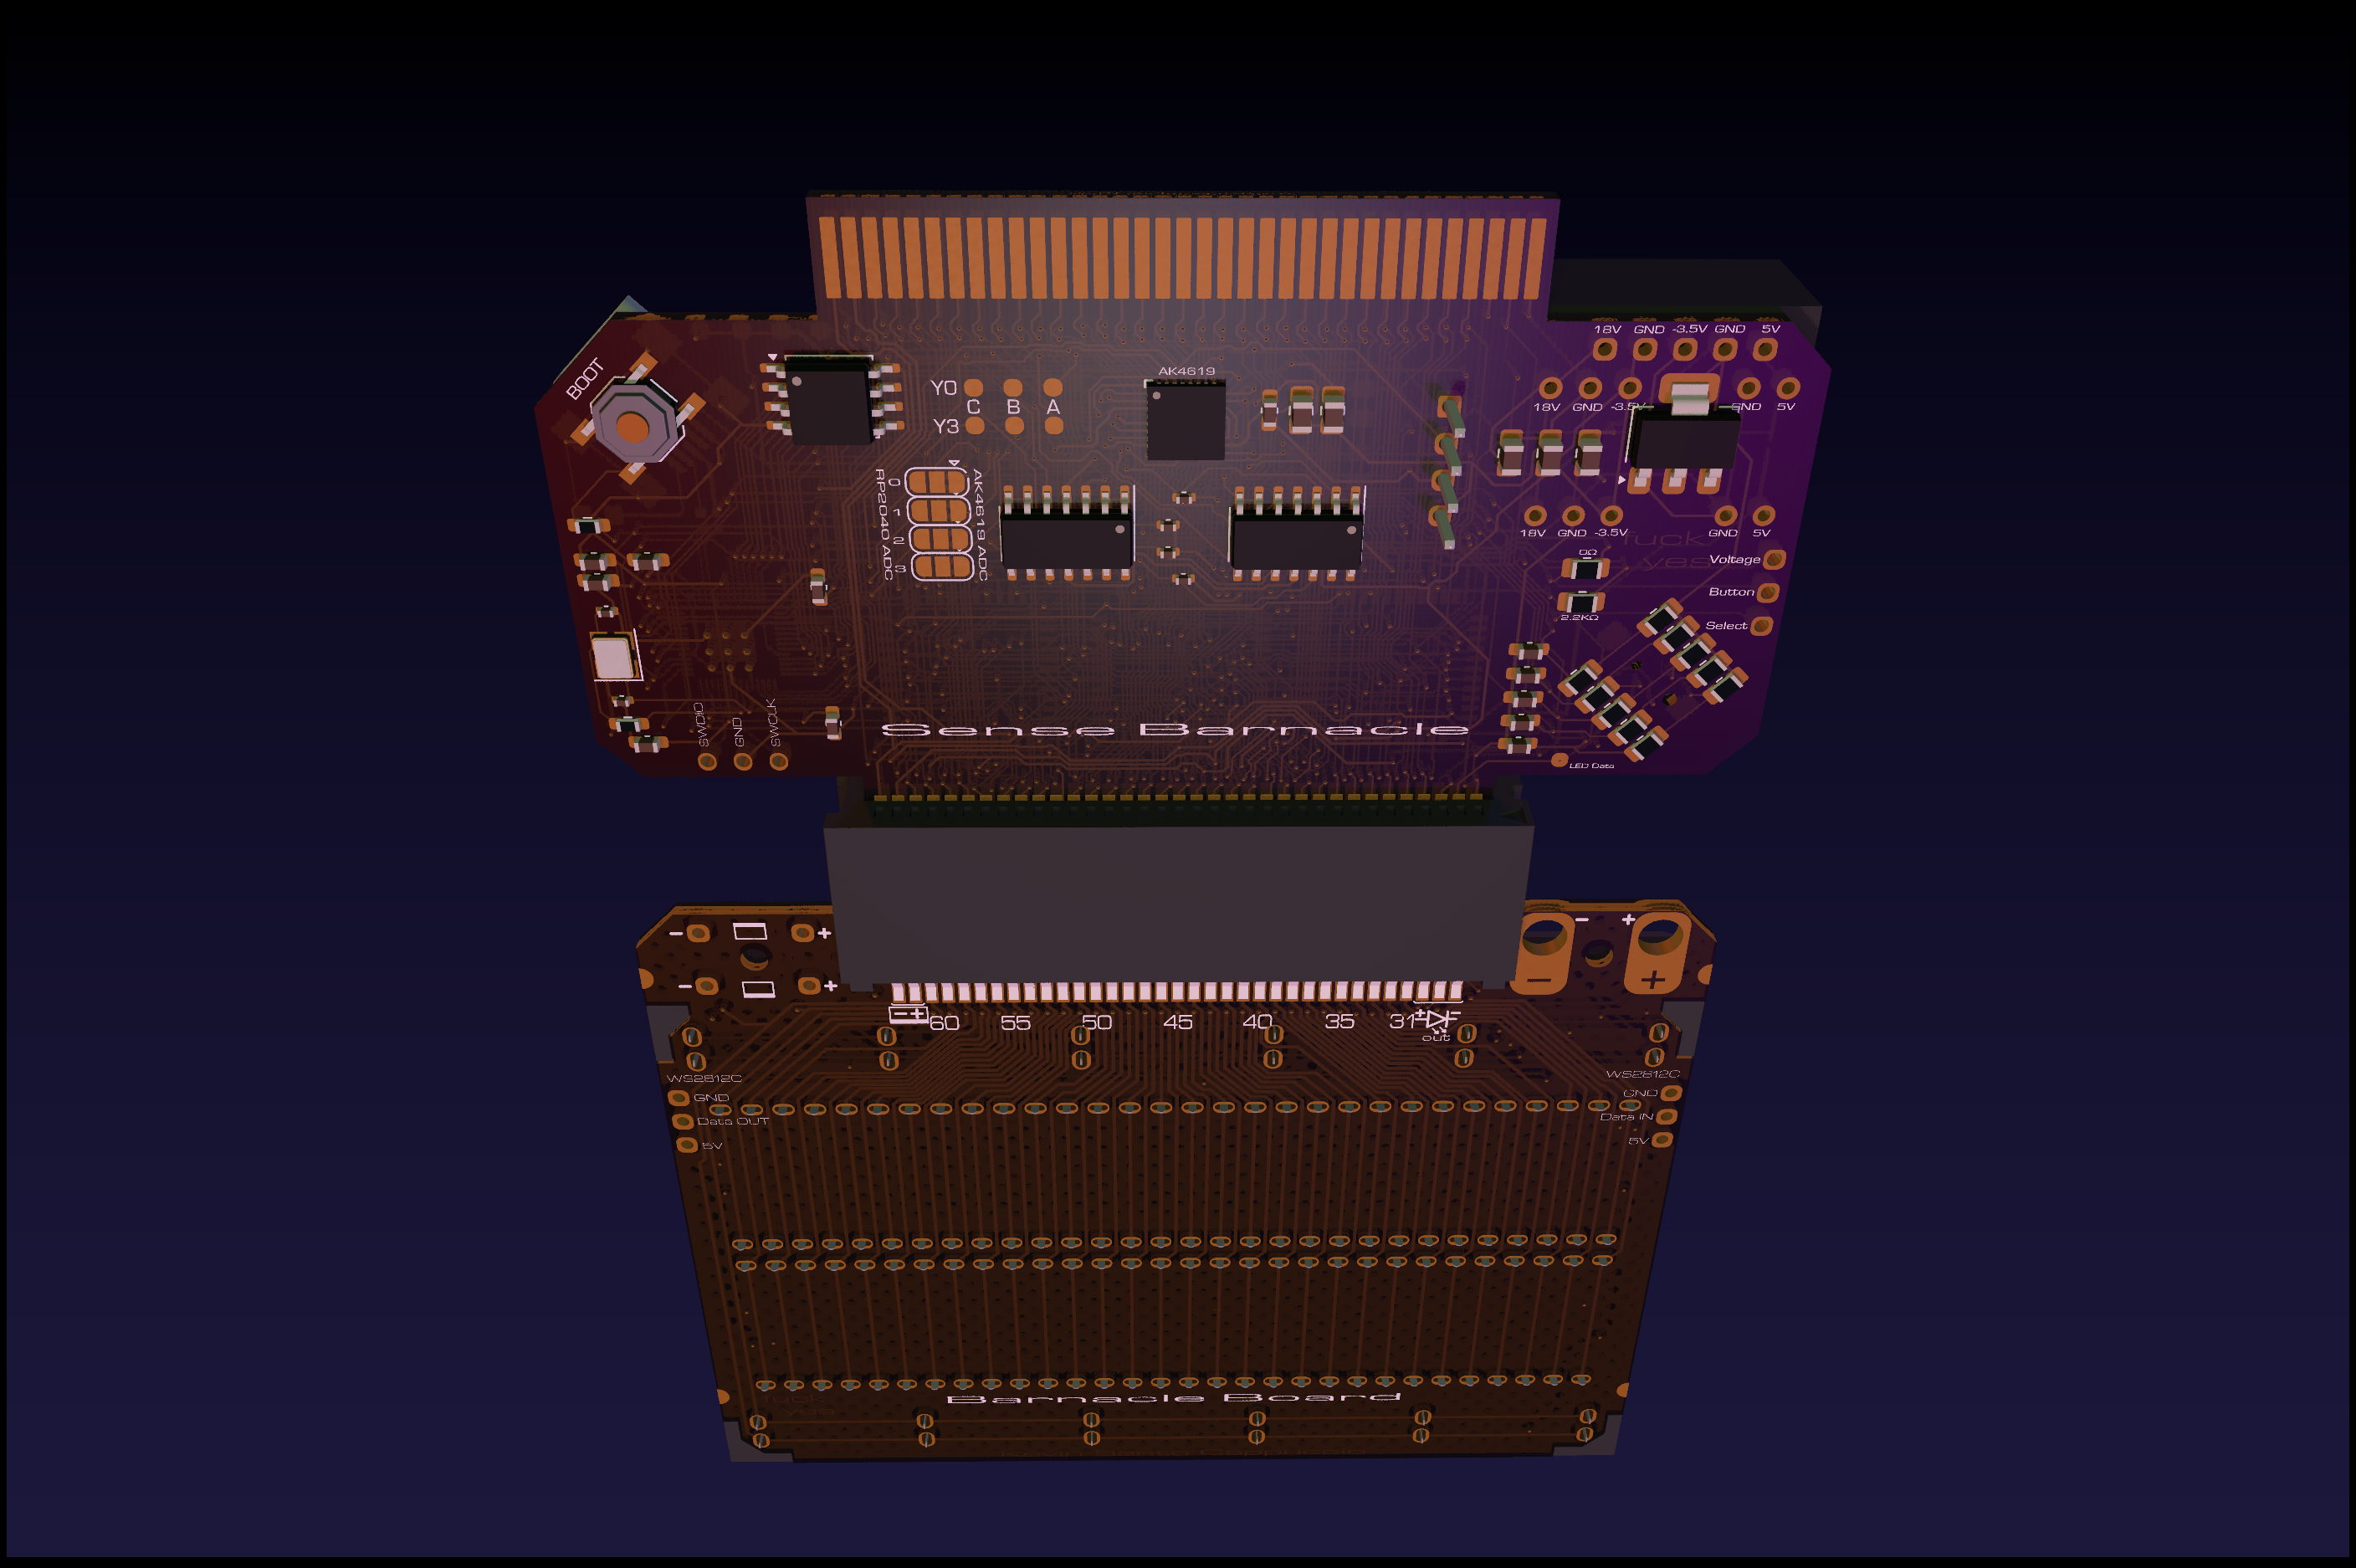 18V GND -3.5V GND 5V
BOOT
AK4619
Y0
C B A
Y3
18V GND -3.5V GND 5V
0
1
2
3
RP2040 ADC
AK4619 ADC
18V GND -3.5V GND 5V
fuck
yes
0Ω
Voltage
Button
2.2KΩ
Select
SWDIO
GND
SWCLK
Sense Barnacle
LED Data
- + - +
- + - +
- + 60 55 50 45 40 35 31 + -
out
WS2812C WS2812C
GND GND
Data OUT Data IN
5V 5V
Barnacle Board